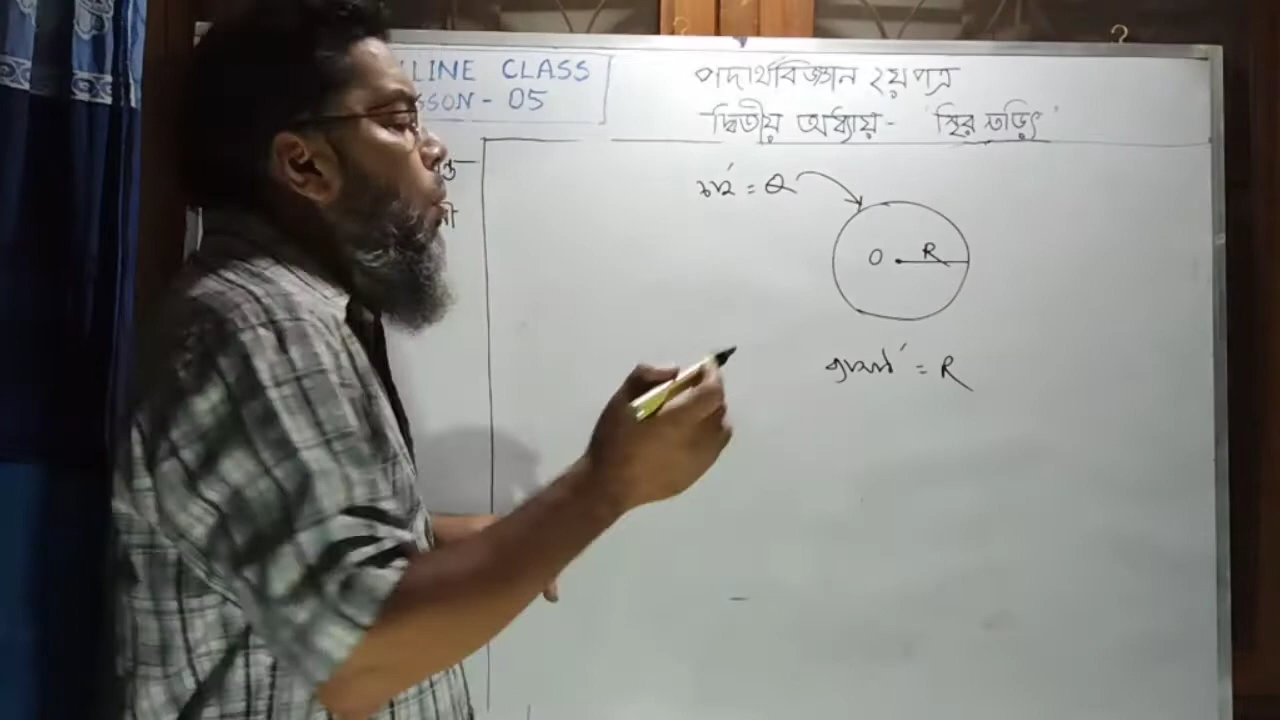 LINE CLASS
SSON - 05
পদার্থবিজ্ঞান ২য় পত্র
দ্বিতীয় অধ্যায় - 'স্থির তড়িৎ'
চার্জ = Q
O R
ব্যাসার্ধ = R